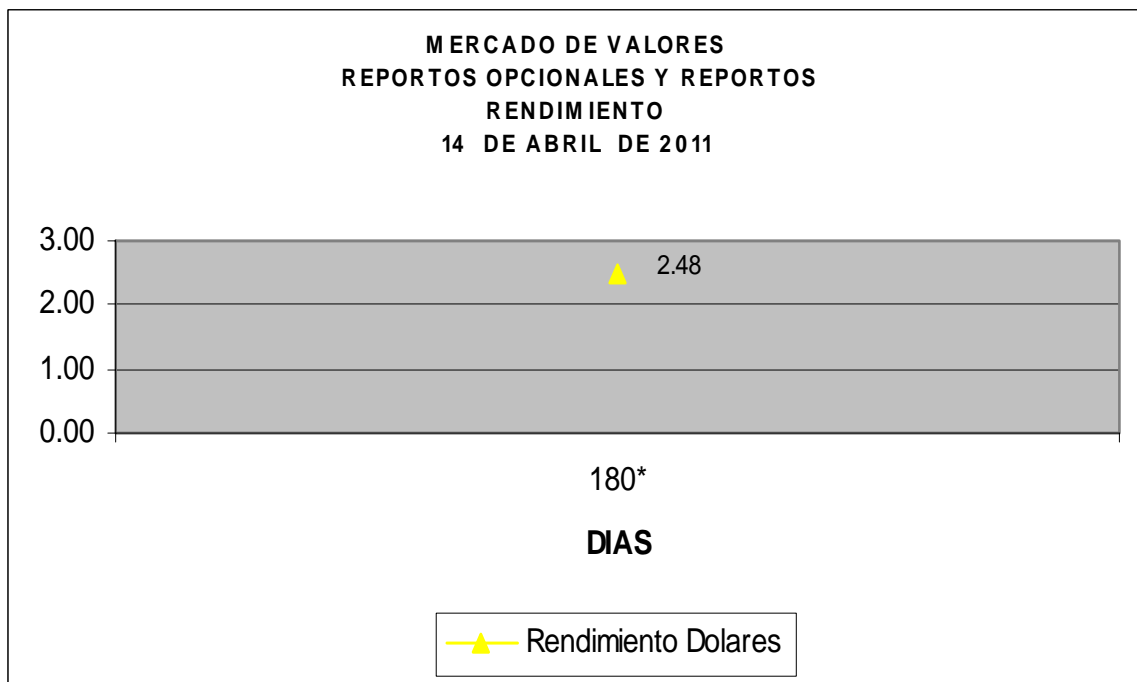 MERCADO DE VALORES
REPORTOS OPCIONALES Y REPORTOS
RENDIMIENTO
14 DE ABRIL DE 2011
3.00
2.48
2.00
1.00
0.00
180*
DIAS
Rendimiento Dolares